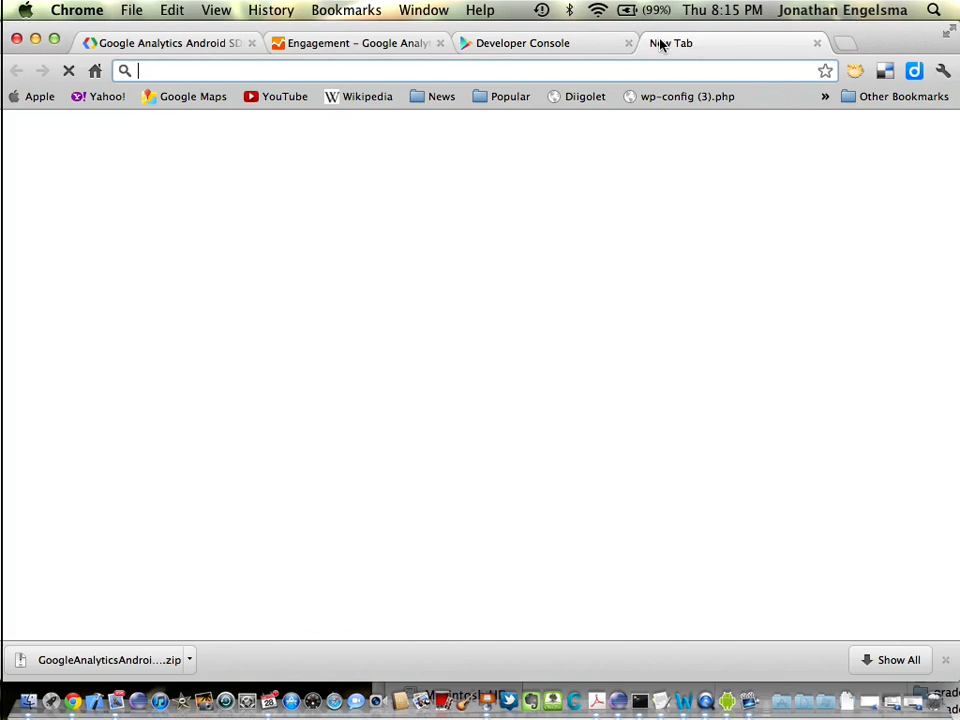 Chrome File Edit View History Bookmarks Window Help (99%) Thu 8:15 PM Jonathan Engelsma
Google Analytics Android SD Engagement – Google Analy Developer Console New Tab
Apple Yahoo! Google Maps YouTube Wikipedia News Popular Diigolet wp-config (3).php » Other Bookmarks
GoogleAnalyticsAndroi....zip Show All